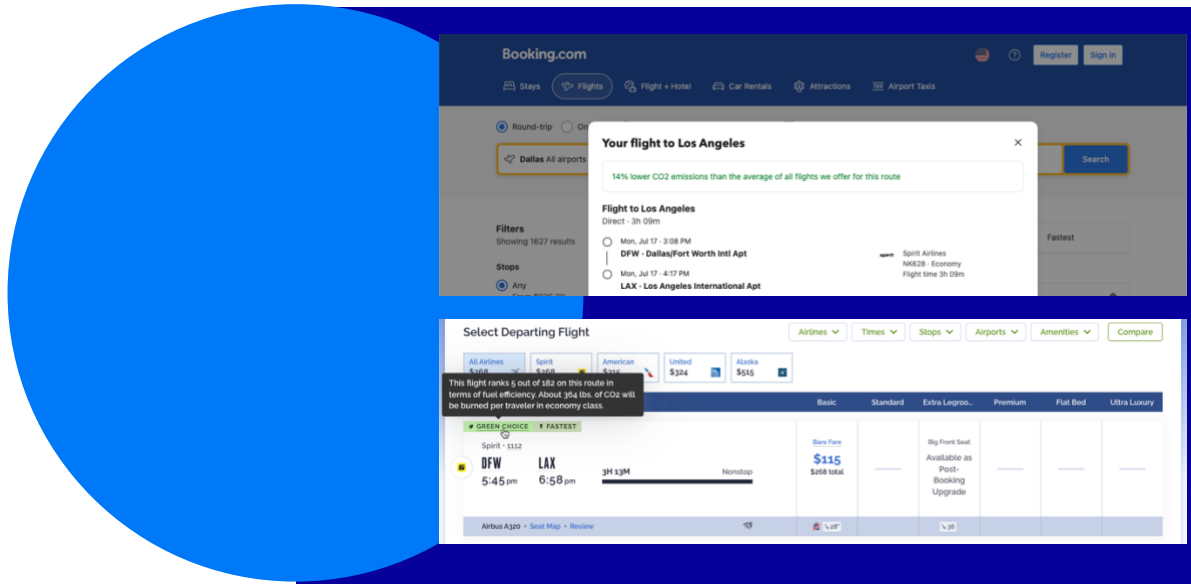 Booking.com
Register
Sign in
Stays
Flights
Flight + Hotel
Car Rentals
Attractions
Airport Taxis
Round-trip
On
Dallas All airports
Search
Your flight to Los Angeles
14% lower CO2 emissions than the average of all flights we offer for this route
Flight to Los Angeles
Direct · 3h 09m
Mon, Jul 17 · 3:08 PM
DFW · Dallas/Fort Worth Intl Apt
Mon, Jul 17 · 4:17 PM
LAX · Los Angeles International Apt
Spirit Airlines
NK628 · Economy
Flight time 3h 09m
Filters
Showing 1627 results
Stops
Any
Fastest
Select Departing Flight
Airlines
Times
Stops
Airports
Amenities
Compare
All Airlines
Spirit
American
United
$324
Alaska
$515
This flight ranks 5 out of 182 on this route in
terms of fuel efficiency. About 364 lbs. of CO2 will
be burned per traveler in economy class.
Basic
Standard
Extra Legroo..
Premium
Flat Bed
Ultra Luxury
GREEN CHOICE
FASTEST
Spirit · 1112
DFW
LAX
5:45 pm
6:58 pm
3H 13M
Nonstop
Bare Fare
$115
$268 total
Big Front Seat
Available as
Post-
Booking
Upgrade
Airbus A320 · Seat Map · Review
28"
36